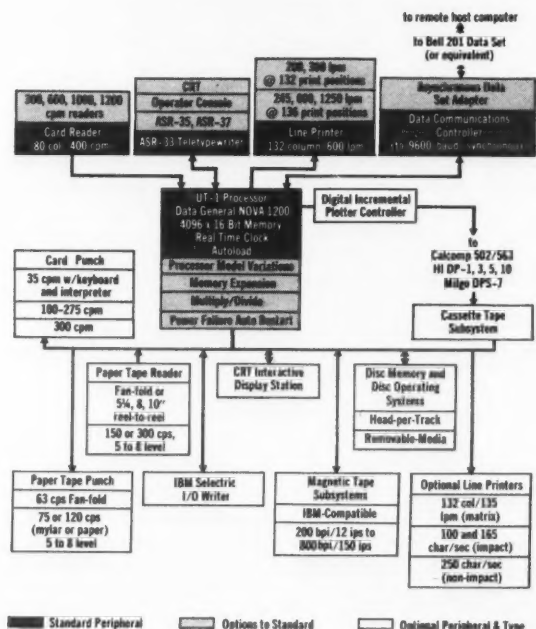 to remote host computer
to Bell 201 Data Set
(or equivalent)
300, 600, 1000, 1200
cpm readers
Card Reader
80 col. 400 cpm
CRT
Operator Console
ASR-35, ASR-37
ASR-33 Teletypewriter
200, 300 lpm
@ 132 print positions
265, 600, 1250 lpm
@ 136 print positions
Line Printer
132 column, 600 lpm
Asynchronous Data
Set Adapter
Data Communications
Controller
(to 9600 baud, synchronous)
UT-1 Processor
Data General NOVA 1200
4096 x 16 Bit Memory
Real Time Clock
Autoload
Processor Model Variations
Memory Expansion
Multiply/Divide
Power Failure Auto Restart
Digital Incremental
Plotter Controller
to
Calcomp 502/563
HI DP-1, 3, 5, 10
Milgo DPS-7
Card Punch
35 cpm w/keyboard
and interpreter
100-275 cpm
300 cpm
Cassette Tape
Subsystem
Paper Tape Reader
Fan-fold or
5¼, 8, 10"
reel-to-reel
150 or 300 cps,
5 to 8 level
CRT Interactive
Display Station
Disc Memory and
Disc Operating
Systems
Head-per-Track
Removable-Media
Paper Tape Punch
63 cps Fan-fold
75 or 120 cps
(mylar or paper)
5 to 8 level
IBM Selectric
I/O Writer
Magnetic Tape
Subsystems
IBM-Compatible
200 bpi/12 ips to
800bpi/150 ips
Optional Line Printers
132 col/135
lpm (matrix)
100 and 165
char/sec (impact)
250 char/sec
(non-impact)
Standard Peripheral
Options to Standard
Optional Peripheral & Type